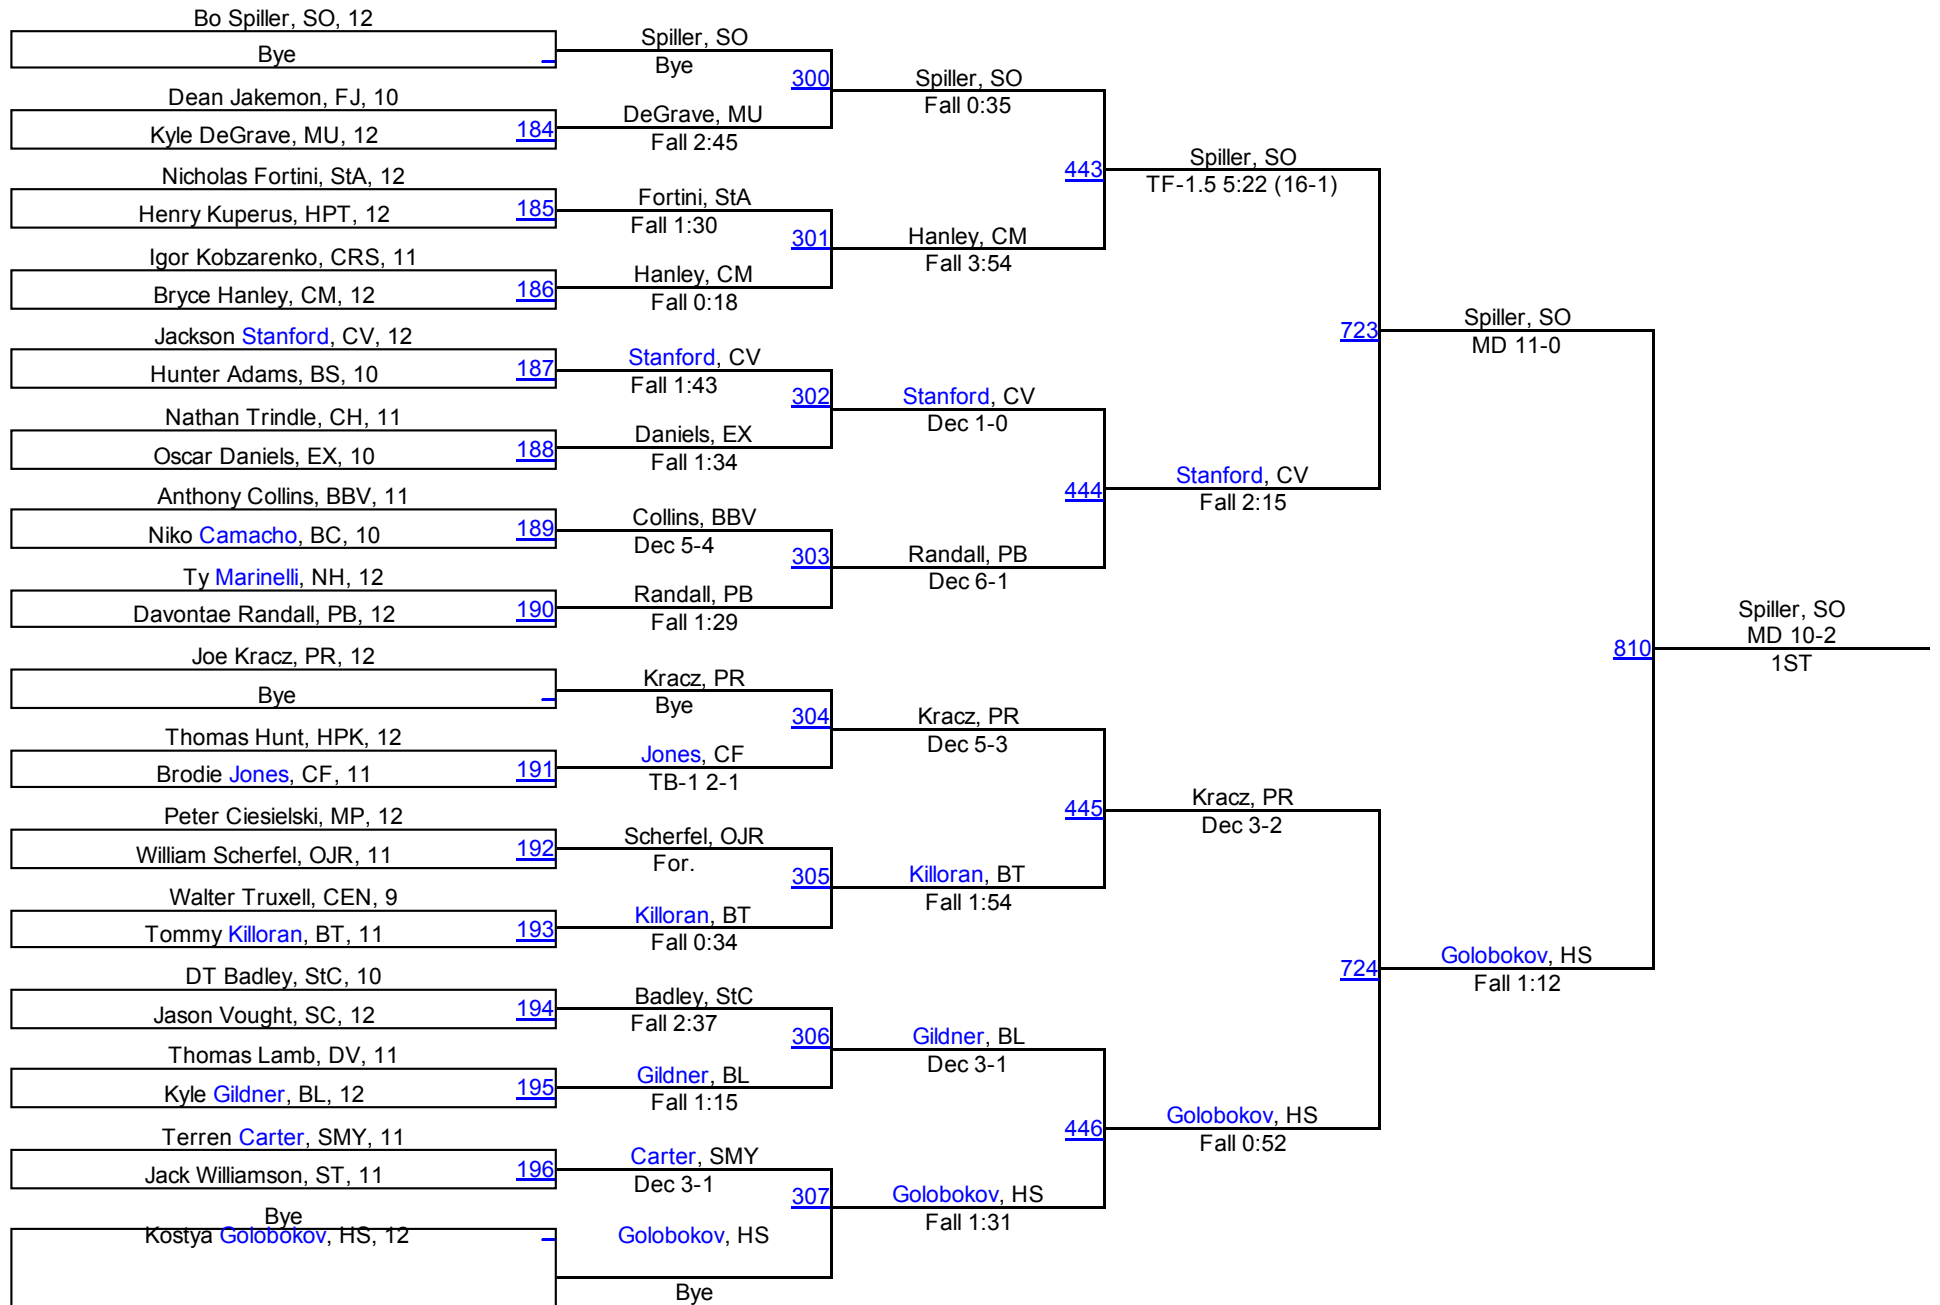 Bo Spiller, SO, 12
Bye
Dean Jakemon, FJ, 10
184
Kyle DeGrave, MU, 12
Nicholas Fortini, StA, 12
185
Henry Kuperus, HPT, 12
Igor Kobzarenko, CRS, 11
186
Bryce Hanley, CM, 12
Jackson Stanford, CV, 12
187
Hunter Adams, BS, 10
Nathan Trindle, CH, 11
188
Oscar Daniels, EX, 10
Anthony Collins, BBV, 11
189
Niko Camacho, BC, 10
Ty Marinelli, NH, 12
190
Davontae Randall, PB, 12
Joe Kracz, PR, 12
Bye
Thomas Hunt, HPK, 12
191
Brodie Jones, CF, 11
Peter Ciesielski, MP, 12
192
William Scherfel, OJR, 11
Walter Truxell, CEN, 9
193
Tommy Killoran, BT, 11
DT Badley, StC, 10
194
Jason Vought, SC, 12
Thomas Lamb, DV, 11
195
Kyle Gildner, BL, 12
Terren Carter, SMY, 11
196
Jack Williamson, ST, 11
Bye
Kostya Golobokov, HS, 12
Spiller, SO
Bye
300
DeGrave, MU
Fall 2:45
Fortini, StA
Fall 1:30
301
Hanley, CM
Fall 0:18
Stanford, CV
Fall 1:43
302
Daniels, EX
Fall 1:34
Collins, BBV
Dec 5-4
303
Randall, PB
Fall 1:29
Kracz, PR
Bye
304
Jones, CF
TB-1 2-1
Scherfel, OJR
For.
305
Killoran, BT
Fall 0:34
Badley, StC
Fall 2:37
306
Gildner, BL
Fall 1:15
Carter, SMY
Dec 3-1
307
Golobokov, HS
Bye
Spiller, SO
Fall 0:35
443
Hanley, CM
Fall 3:54
Stanford, CV
Dec 1-0
444
Randall, PB
Dec 6-1
Kracz, PR
Dec 5-3
445
Killoran, BT
Fall 1:54
Gildner, BL
Dec 3-1
446
Golobokov, HS
Fall 1:31
Spiller, SO
TF-1.5 5:22 (16-1)
723
Stanford, CV
Fall 2:15
Kracz, PR
Dec 3-2
724
Golobokov, HS
Fall 0:52
Spiller, SO
MD 11-0
810
Golobokov, HS
Fall 1:12
Spiller, SO
MD 10-2
1ST